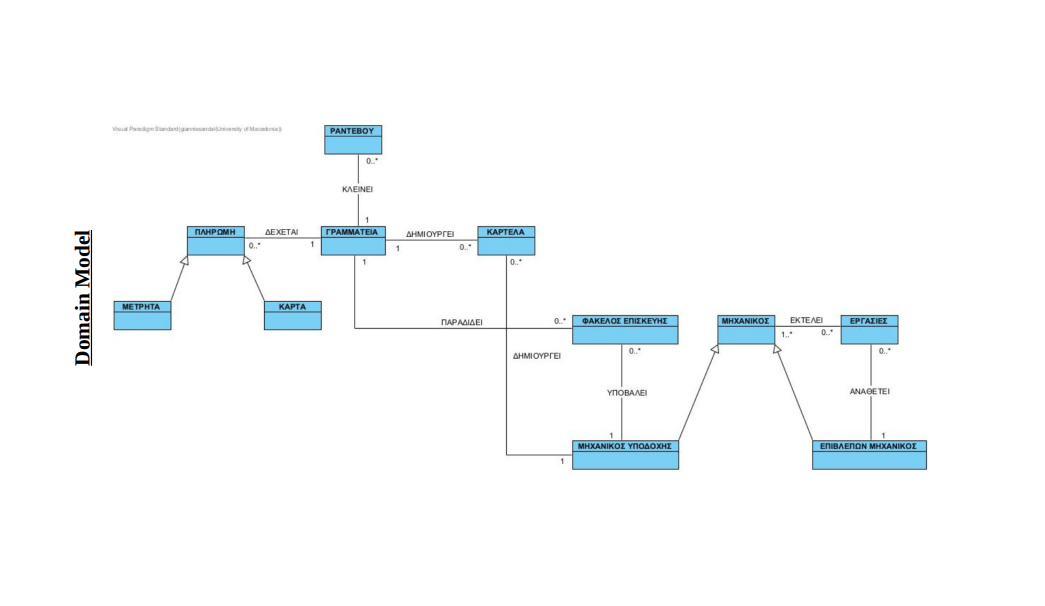 Domain Model
Visual Paradigm Standard(gianniesandal(University of Macedonia))
ΡΑΝΤΕΒΟΥ
0..*
ΚΛΕΙΝΕΙ
1
ΠΛΗΡΩΜΗ
ΔΕΧΕΤΑΙ
0..*
1
ΓΡΑΜΜΑΤΕΙΑ
ΔΗΜΙΟΥΡΓΕΙ
1
0..*
ΚΑΡΤΕΛΑ
1
0..*
ΜΕΤΡΗΤΑ
ΚΑΡΤΑ
ΠΑΡΑΔΙΔΕΙ
0..*
ΦΑΚΕΛΟΣ ΕΠΙΣΚΕΥΗΣ
ΜΗΧΑΝΙΚΟΣ
ΕΚΤΕΛΕΙ
1..*
0..*
ΕΡΓΑΣΙΕΣ
ΔΗΜΙΟΥΡΓΕΙ
0..*
0..*
ΥΠΟΒΑΛΕΙ
ΑΝΑΘΕΤΕΙ
1
1
ΜΗΧΑΝΙΚΟΣ ΥΠΟΔΟΧΗΣ
ΕΠΙΒΛΕΠΩΝ ΜΗΧΑΝΙΚΟΣ
1